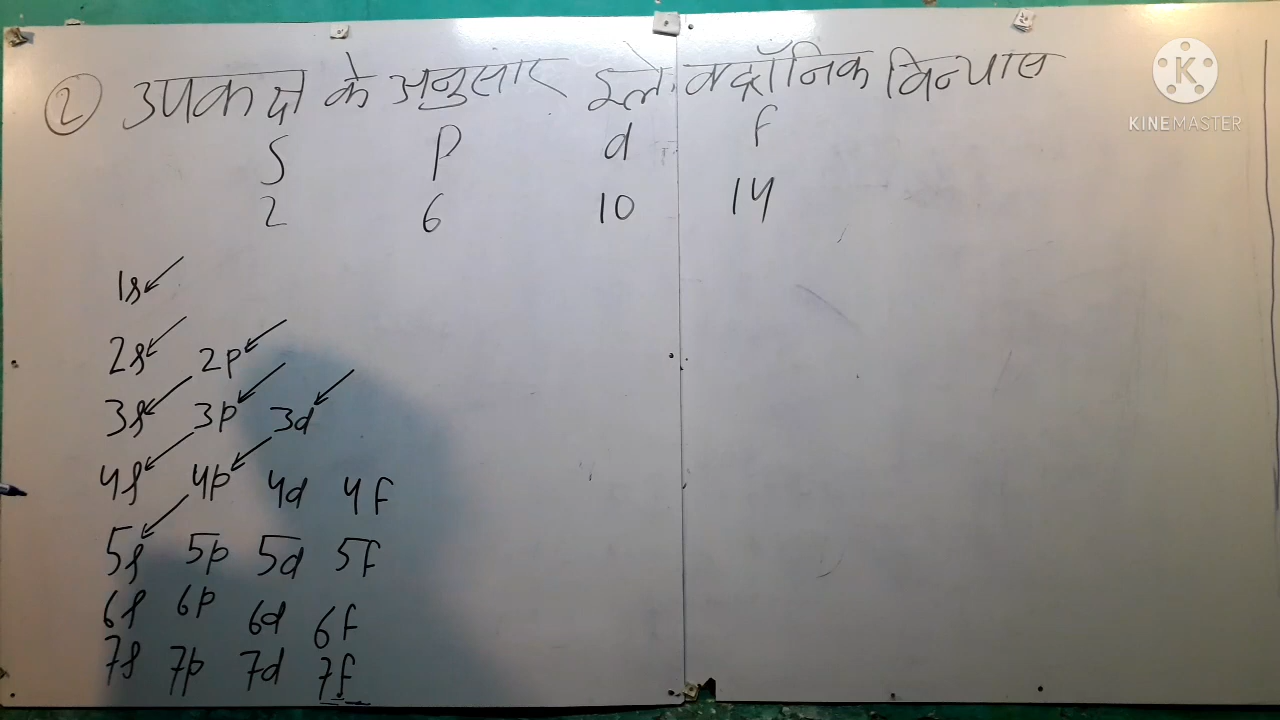 ② उपकक्ष के अनुसार इलेक्ट्रॉनिक विन्यास
S P d f
2 6 10 14
1s
2s 2p
3s 3p 3d
4s 4p 4d 4f
5s 5p 5d 5f
6s 6p 6d 6f
7s 7p 7d 7f
K
KINEMASTER